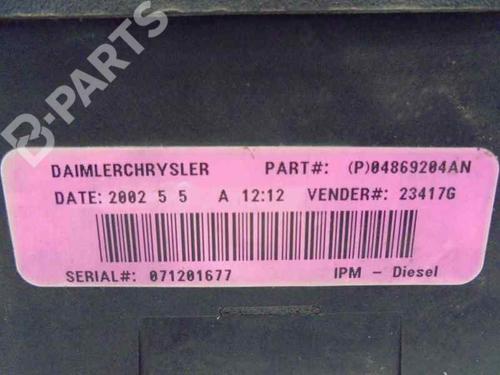 B-PARTS
DAIMLERCHRYSLER PART#: (P)04869204AN
DATE: 2002 5 5 A 12:12 VENDER#: 23417G
SERIAL#: 071201677 IPM - Diesel